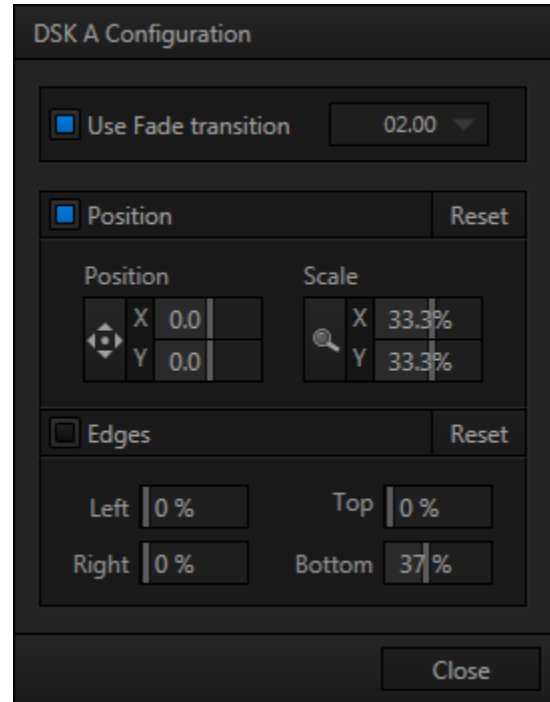 DSK A Configuration
Use Fade transition 02.00
Position Reset
Position Scale
X 0.0 X 33.3%
Y 0.0 Y 33.3%
Edges Reset
Left 0 % Top 0 %
Right 0 % Bottom 37 %
Close